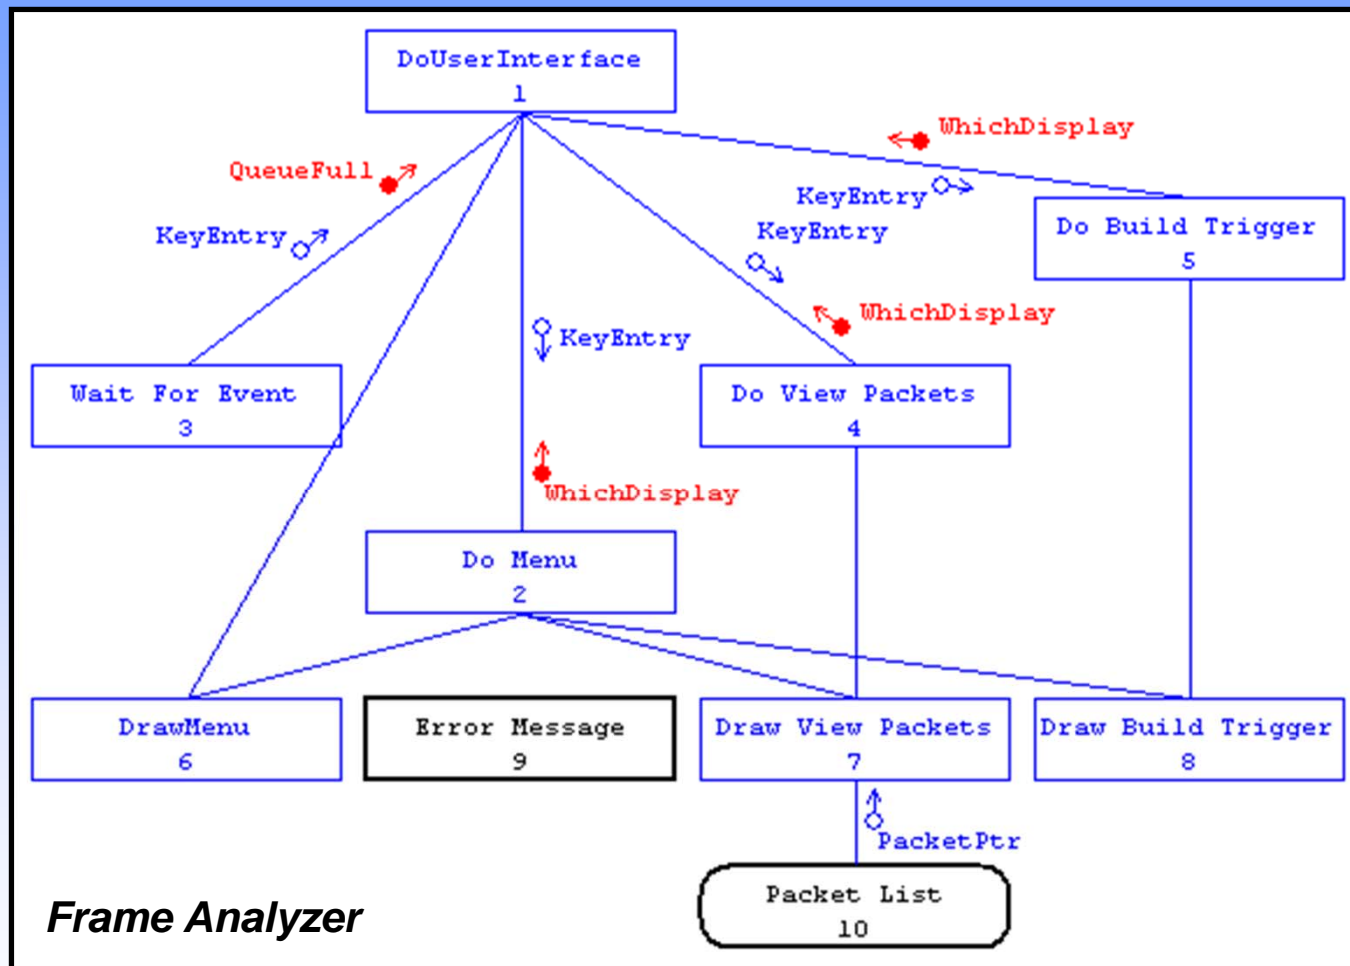 DoUserInterface
1
WhichDisplay
QueueFull
KeyEntry
KeyEntry
KeyEntry
Do Build Trigger
5
WhichDisplay
KeyEntry
Wait For Event
3
Do View Packets
4
WhichDisplay
Do Menu
2
DrawMenu
6
Error Message
9
Draw View Packets
7
Draw Build Trigger
8
PacketPtr
Packet List
10
Frame Analyzer